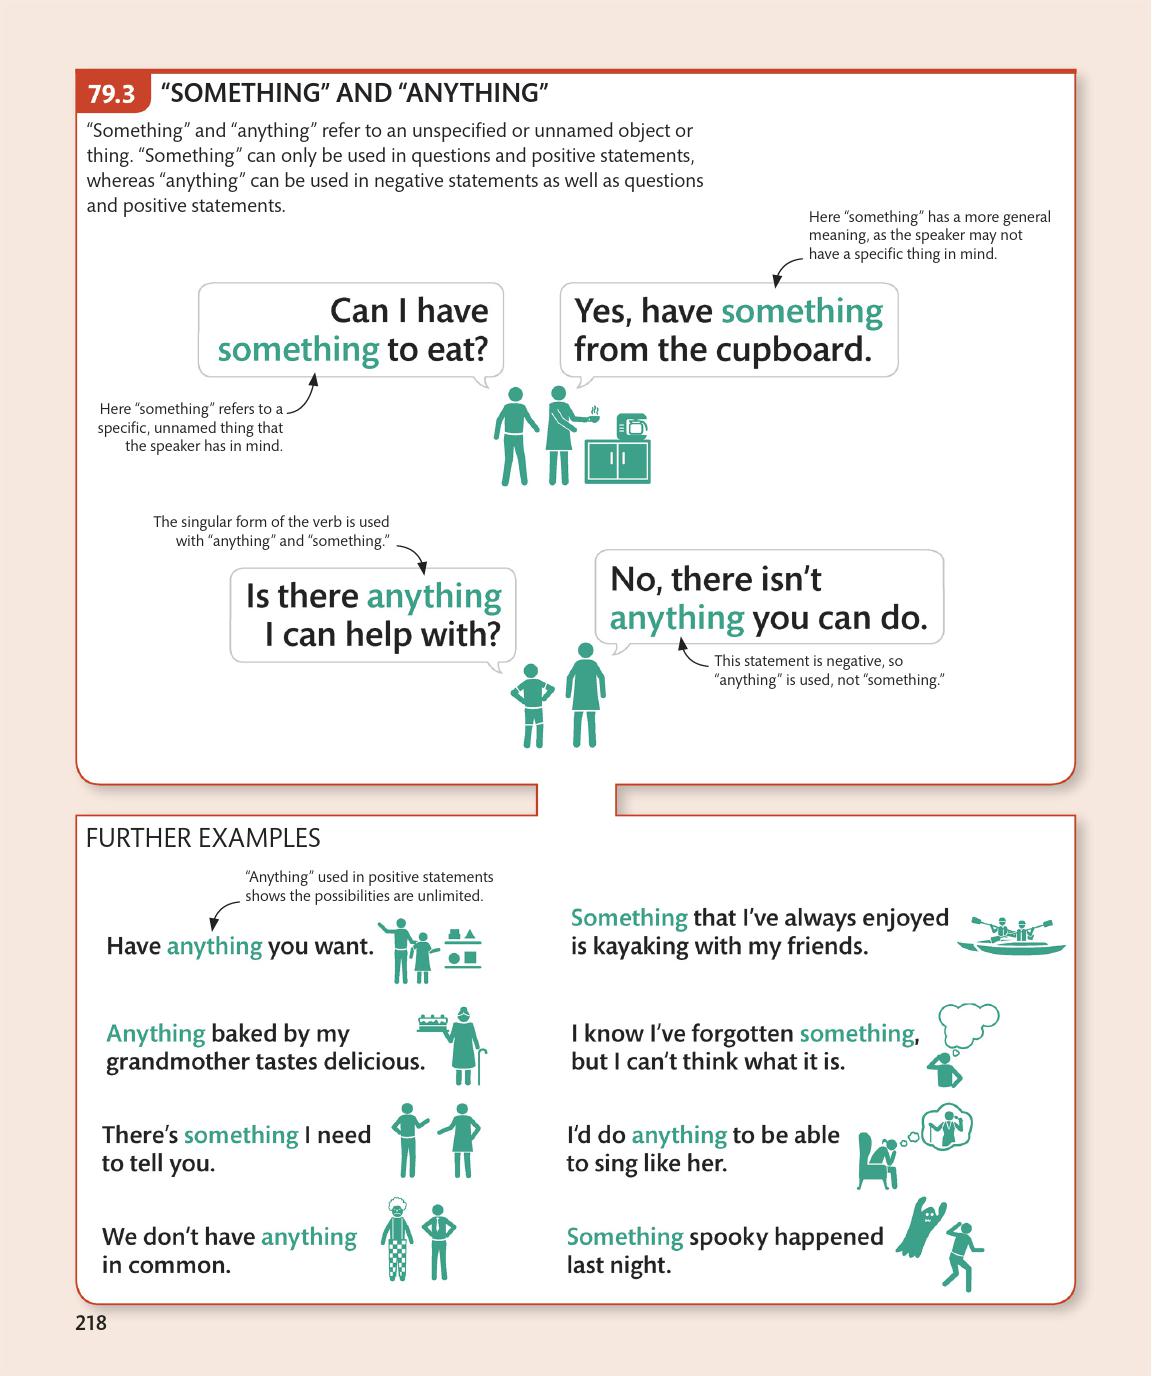 79.3 “SOMETHING” AND “ANYTHING”
“Something” and “anything” refer to an unspecified or unnamed object or
thing. “Something” can only be used in questions and positive statements,
whereas “anything” can be used in negative statements as well as questions
and positive statements.
Here “something” has a more general
meaning, as the speaker may not
have a specific thing in mind.
Can I have
something to eat?
Yes, have something
from the cupboard.
Here “something” refers to a
specific, unnamed thing that
the speaker has in mind.
The singular form of the verb is used
with “anything” and “something.”
Is there anything
I can help with?
No, there isn’t
anything you can do.
This statement is negative, so
“anything” is used, not “something.”
FURTHER EXAMPLES
“Anything” used in positive statements
shows the possibilities are unlimited.
Have anything you want.
Something that I’ve always enjoyed
is kayaking with my friends.
Anything baked by my
grandmother tastes delicious.
I know I’ve forgotten something,
but I can’t think what it is.
There’s something I need
to tell you.
I’d do anything to be able
to sing like her.
We don’t have anything
in common.
Something spooky happened
last night.
218